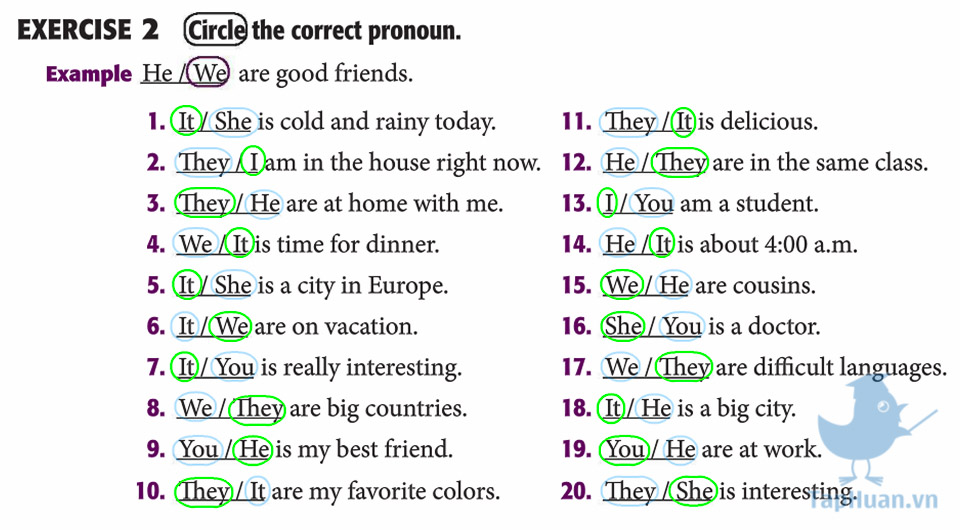 EXERCISE 2 Circle the correct pronoun.
Example He / We are good friends.
1. It / She is cold and rainy today.
2. They / I am in the house right now.
3. They / He are at home with me.
4. We / It is time for dinner.
5. It / She is a city in Europe.
6. It / We are on vacation.
7. It / You is really interesting.
8. We / They are big countries.
9. You / He is my best friend.
10. They / It are my favorite colors.
11. They / It is delicious.
12. He / They are in the same class.
13. I / You am a student.
14. He / It is about 4:00 a.m.
15. We / He are cousins.
16. She / You is a doctor.
17. We / They are difficult languages.
18. It / He is a big city.
19. You / He are at work.
20. They / She is interesting.
TapHuan.vn